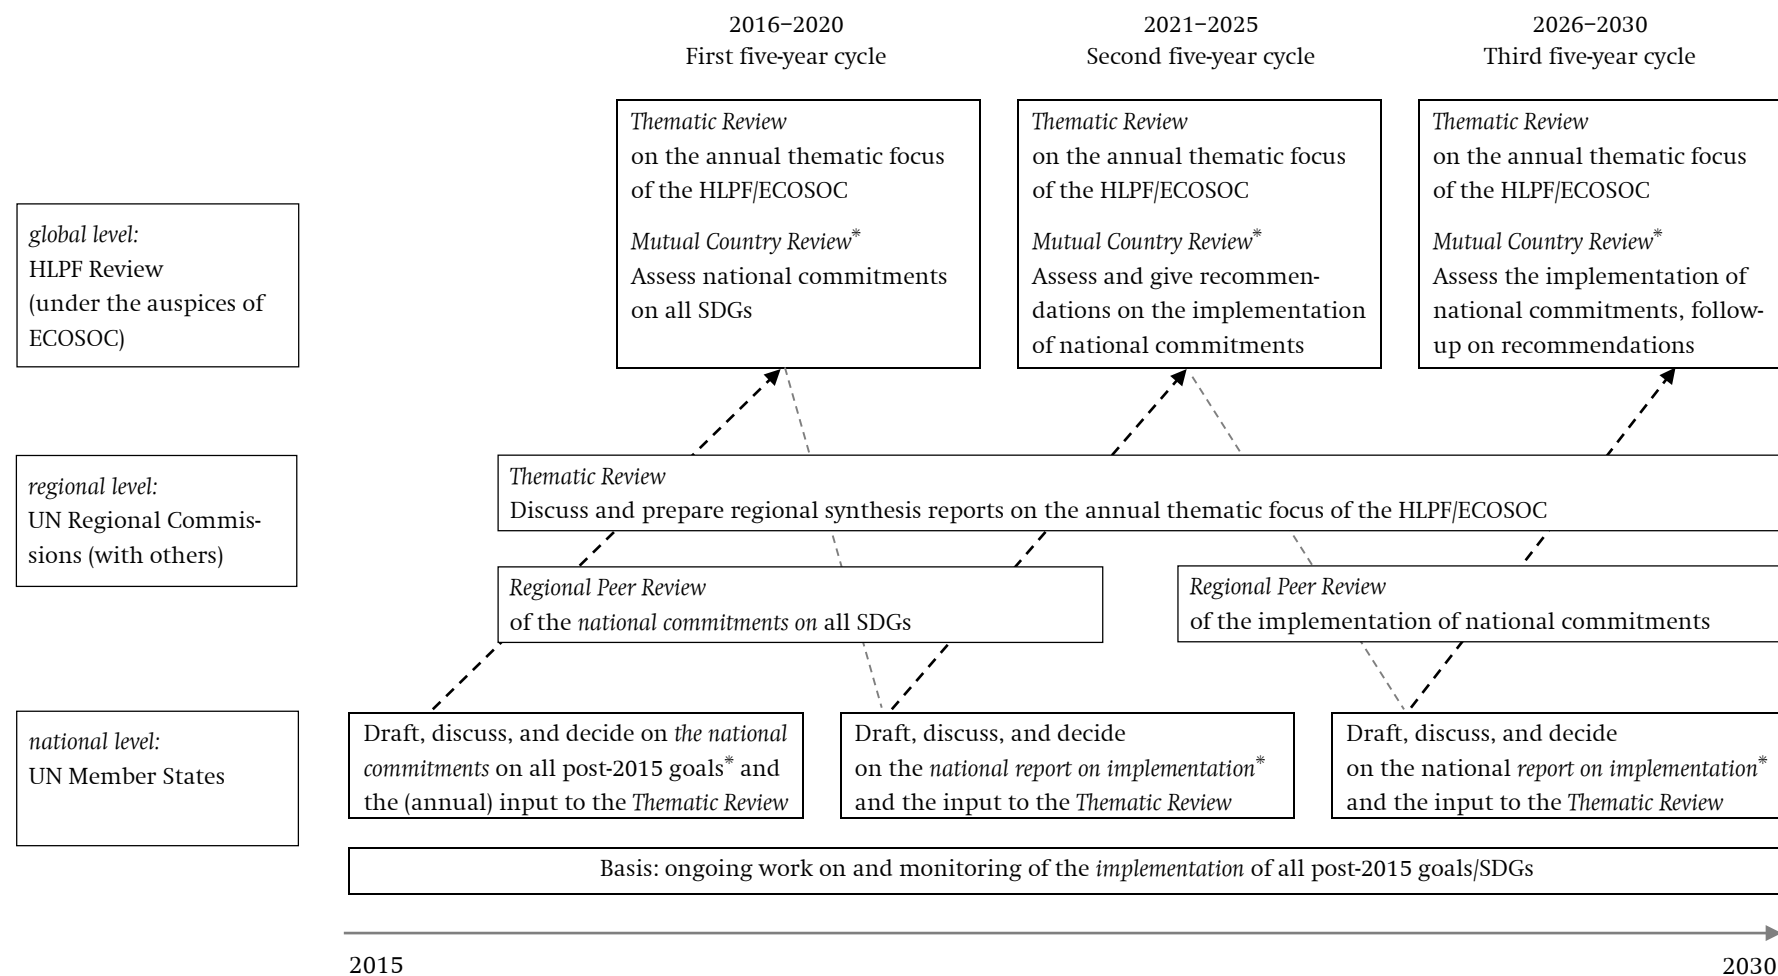 2016–2020
First five-year cycle
2021–2025
Second five-year cycle
2026–2030
Third five-year cycle
global level:
HLPF Review
(under the auspices of
ECOSOC)
Thematic Review
on the annual thematic focus
of the HLPF/ECOSOC
Mutual Country Review*
Assess national commitments
on all SDGs
Thematic Review
on the annual thematic focus
of the HLPF/ECOSOC
Mutual Country Review*
Assess and give recommen-
dations on the implementation
of national commitments
Thematic Review
on the annual thematic focus
of the HLPF/ECOSOC
Mutual Country Review*
Assess the implementation of
national commitments, follow-
up on recommendations
regional level:
UN Regional Commis-
sions (with others)
Thematic Review
Discuss and prepare regional synthesis reports on the annual thematic focus of the HLPF/ECOSOC
Regional Peer Review
of the national commitments on all SDGs
Regional Peer Review
of the implementation of national commitments
national level:
UN Member States
Draft, discuss, and decide on the national
commitments on all post-2015 goals* and
the (annual) input to the Thematic Review
Draft, discuss, and decide
on the national report on implementation*
and the input to the Thematic Review
Draft, discuss, and decide
on the national report on implementation*
and the input to the Thematic Review
Basis: ongoing work on and monitoring of the implementation of all post-2015 goals/SDGs
2015
2030